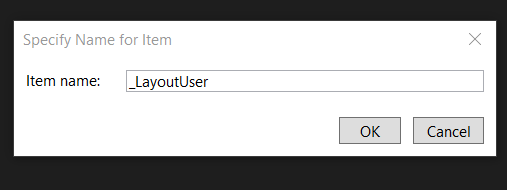 Specify Name for Item
Item name: _LayoutUser
OK Cancel